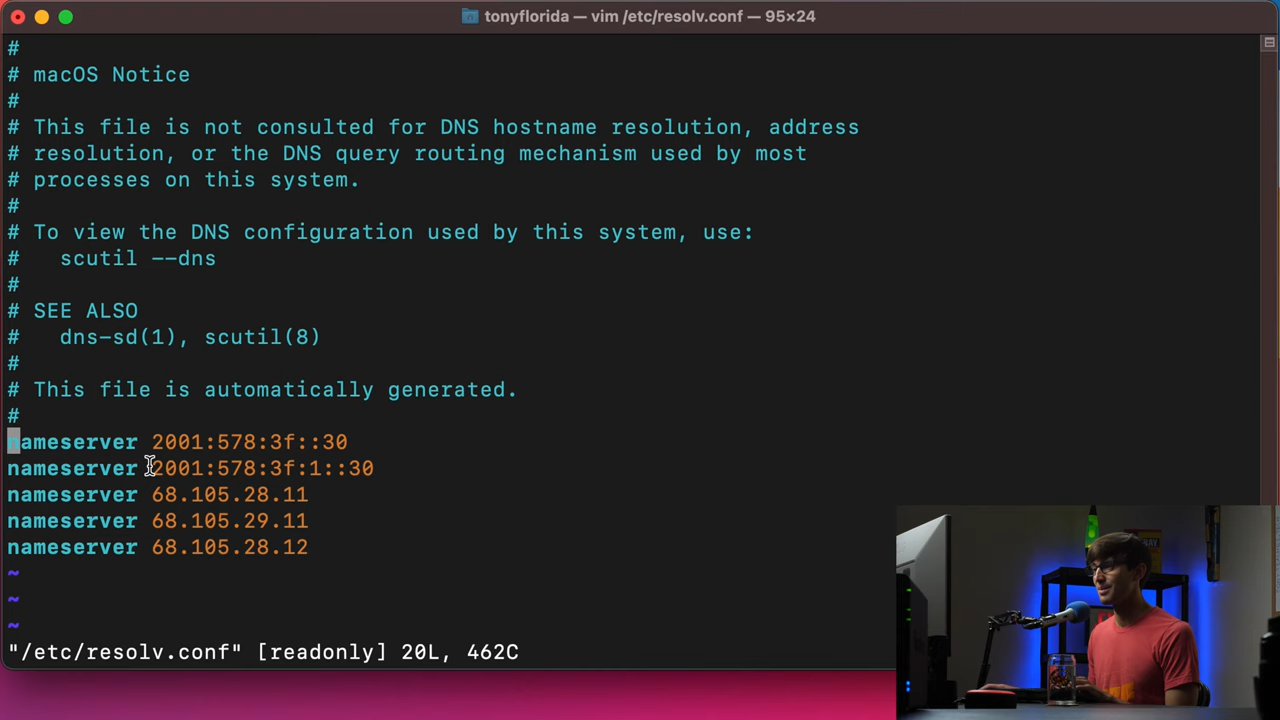 tonyflorida — vim /etc/resolv.conf — 95×24
#
# macOS Notice
#
# This file is not consulted for DNS hostname resolution, address
# resolution, or the DNS query routing mechanism used by most
# processes on this system.
#
# To view the DNS configuration used by this system, use:
#   scutil --dns
#
# SEE ALSO
#   dns-sd(1), scutil(8)
#
# This file is automatically generated.
#
nameserver 2001:578:3f::30
nameserver 2001:578:3f:1::30
nameserver 68.105.28.11
nameserver 68.105.29.11
nameserver 68.105.28.12
~
~
~
"/etc/resolv.conf" [readonly] 20L, 462C